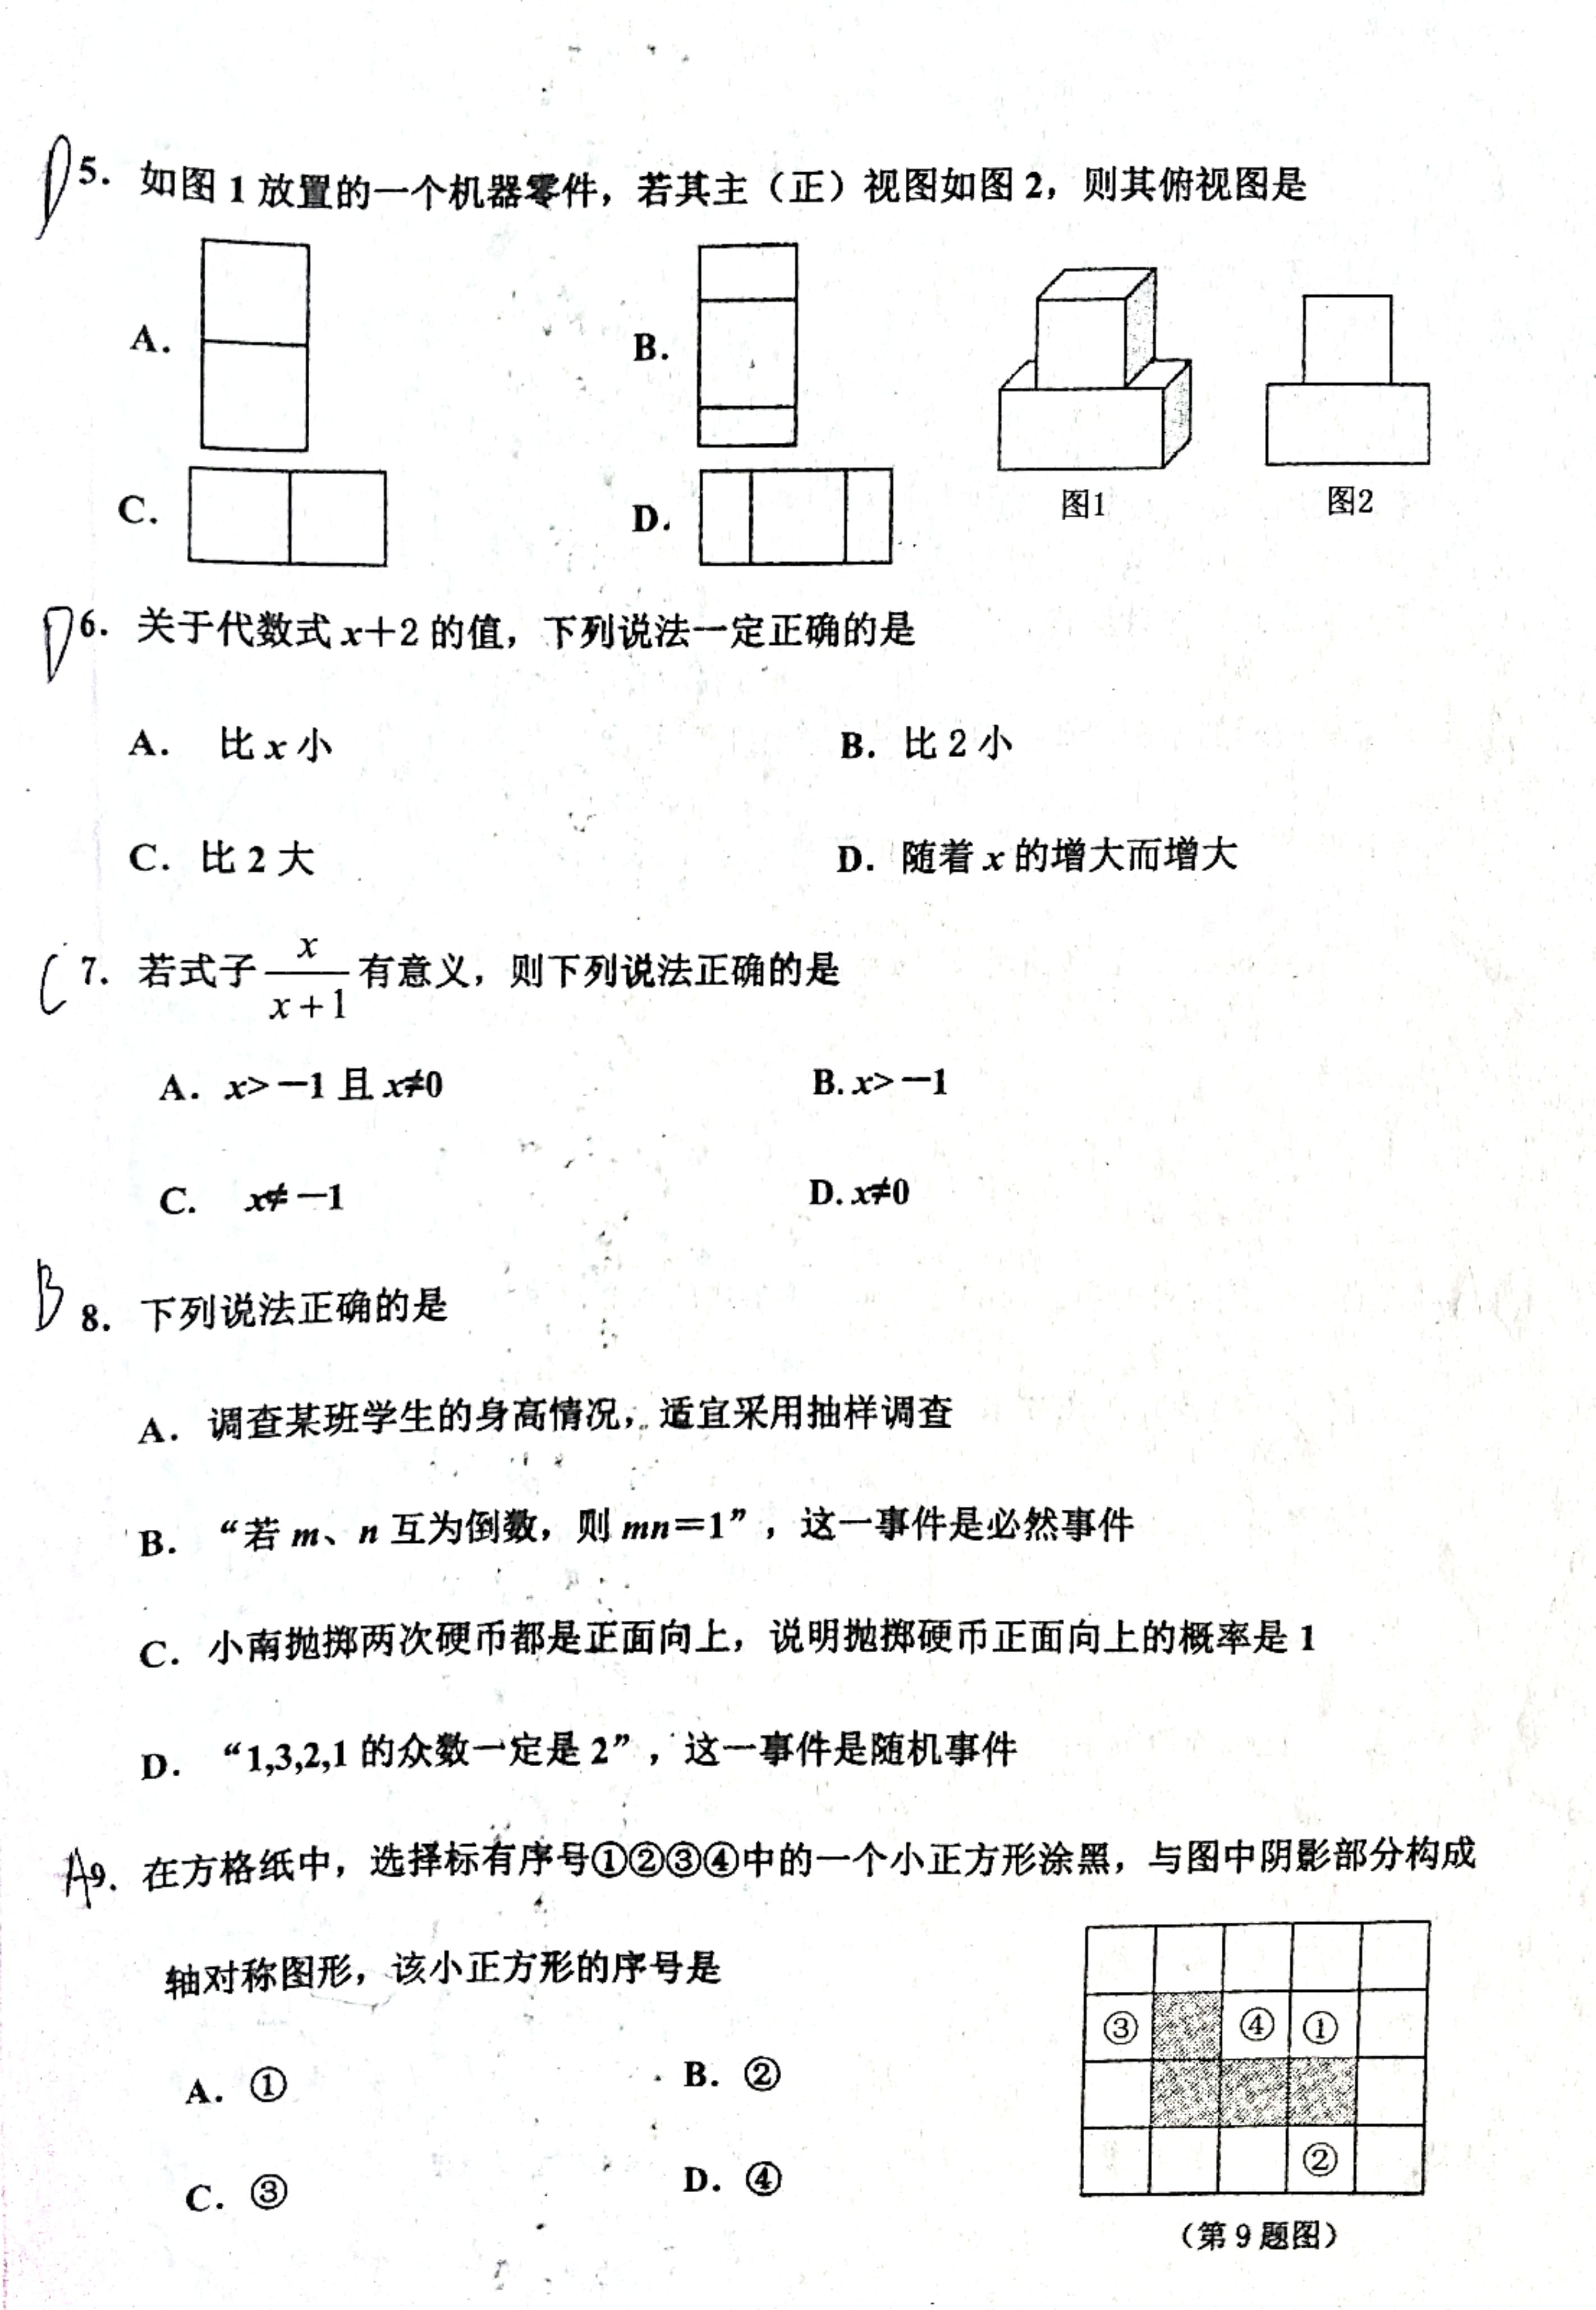 D 5. 如图 1 放置的一个机器零件，若其主（正）视图如图 2，则其俯视图是
A. B.
C. D. 图1 图2
D 6. 关于代数式 x＋2 的值，下列说法一定正确的是
A. 比 x 小 B. 比 2 小
C. 比 2 大 D. 随着 x 的增大而增大
C 7. 若式子 x/(x+1) 有意义，则下列说法正确的是
A. x>－1 且 x≠0 B. x>－1
C. x≠－1 D. x≠0
B 8. 下列说法正确的是
A. 调查某班学生的身高情况，适宜采用抽样调查
B. “若 m、n 互为倒数，则 mn＝1”，这一事件是必然事件
C. 小南抛掷两次硬币都是正面向上，说明抛掷硬币正面向上的概率是 1
D. “1,3,2,1 的众数一定是 2”，这一事件是随机事件
A 9. 在方格纸中，选择标有序号①②③④中的一个小正方形涂黑，与图中阴影部分构成
轴对称图形，该小正方形的序号是
③ ④ ①
A. ① B. ②
②
C. ③ D. ④
（第 9 题图）